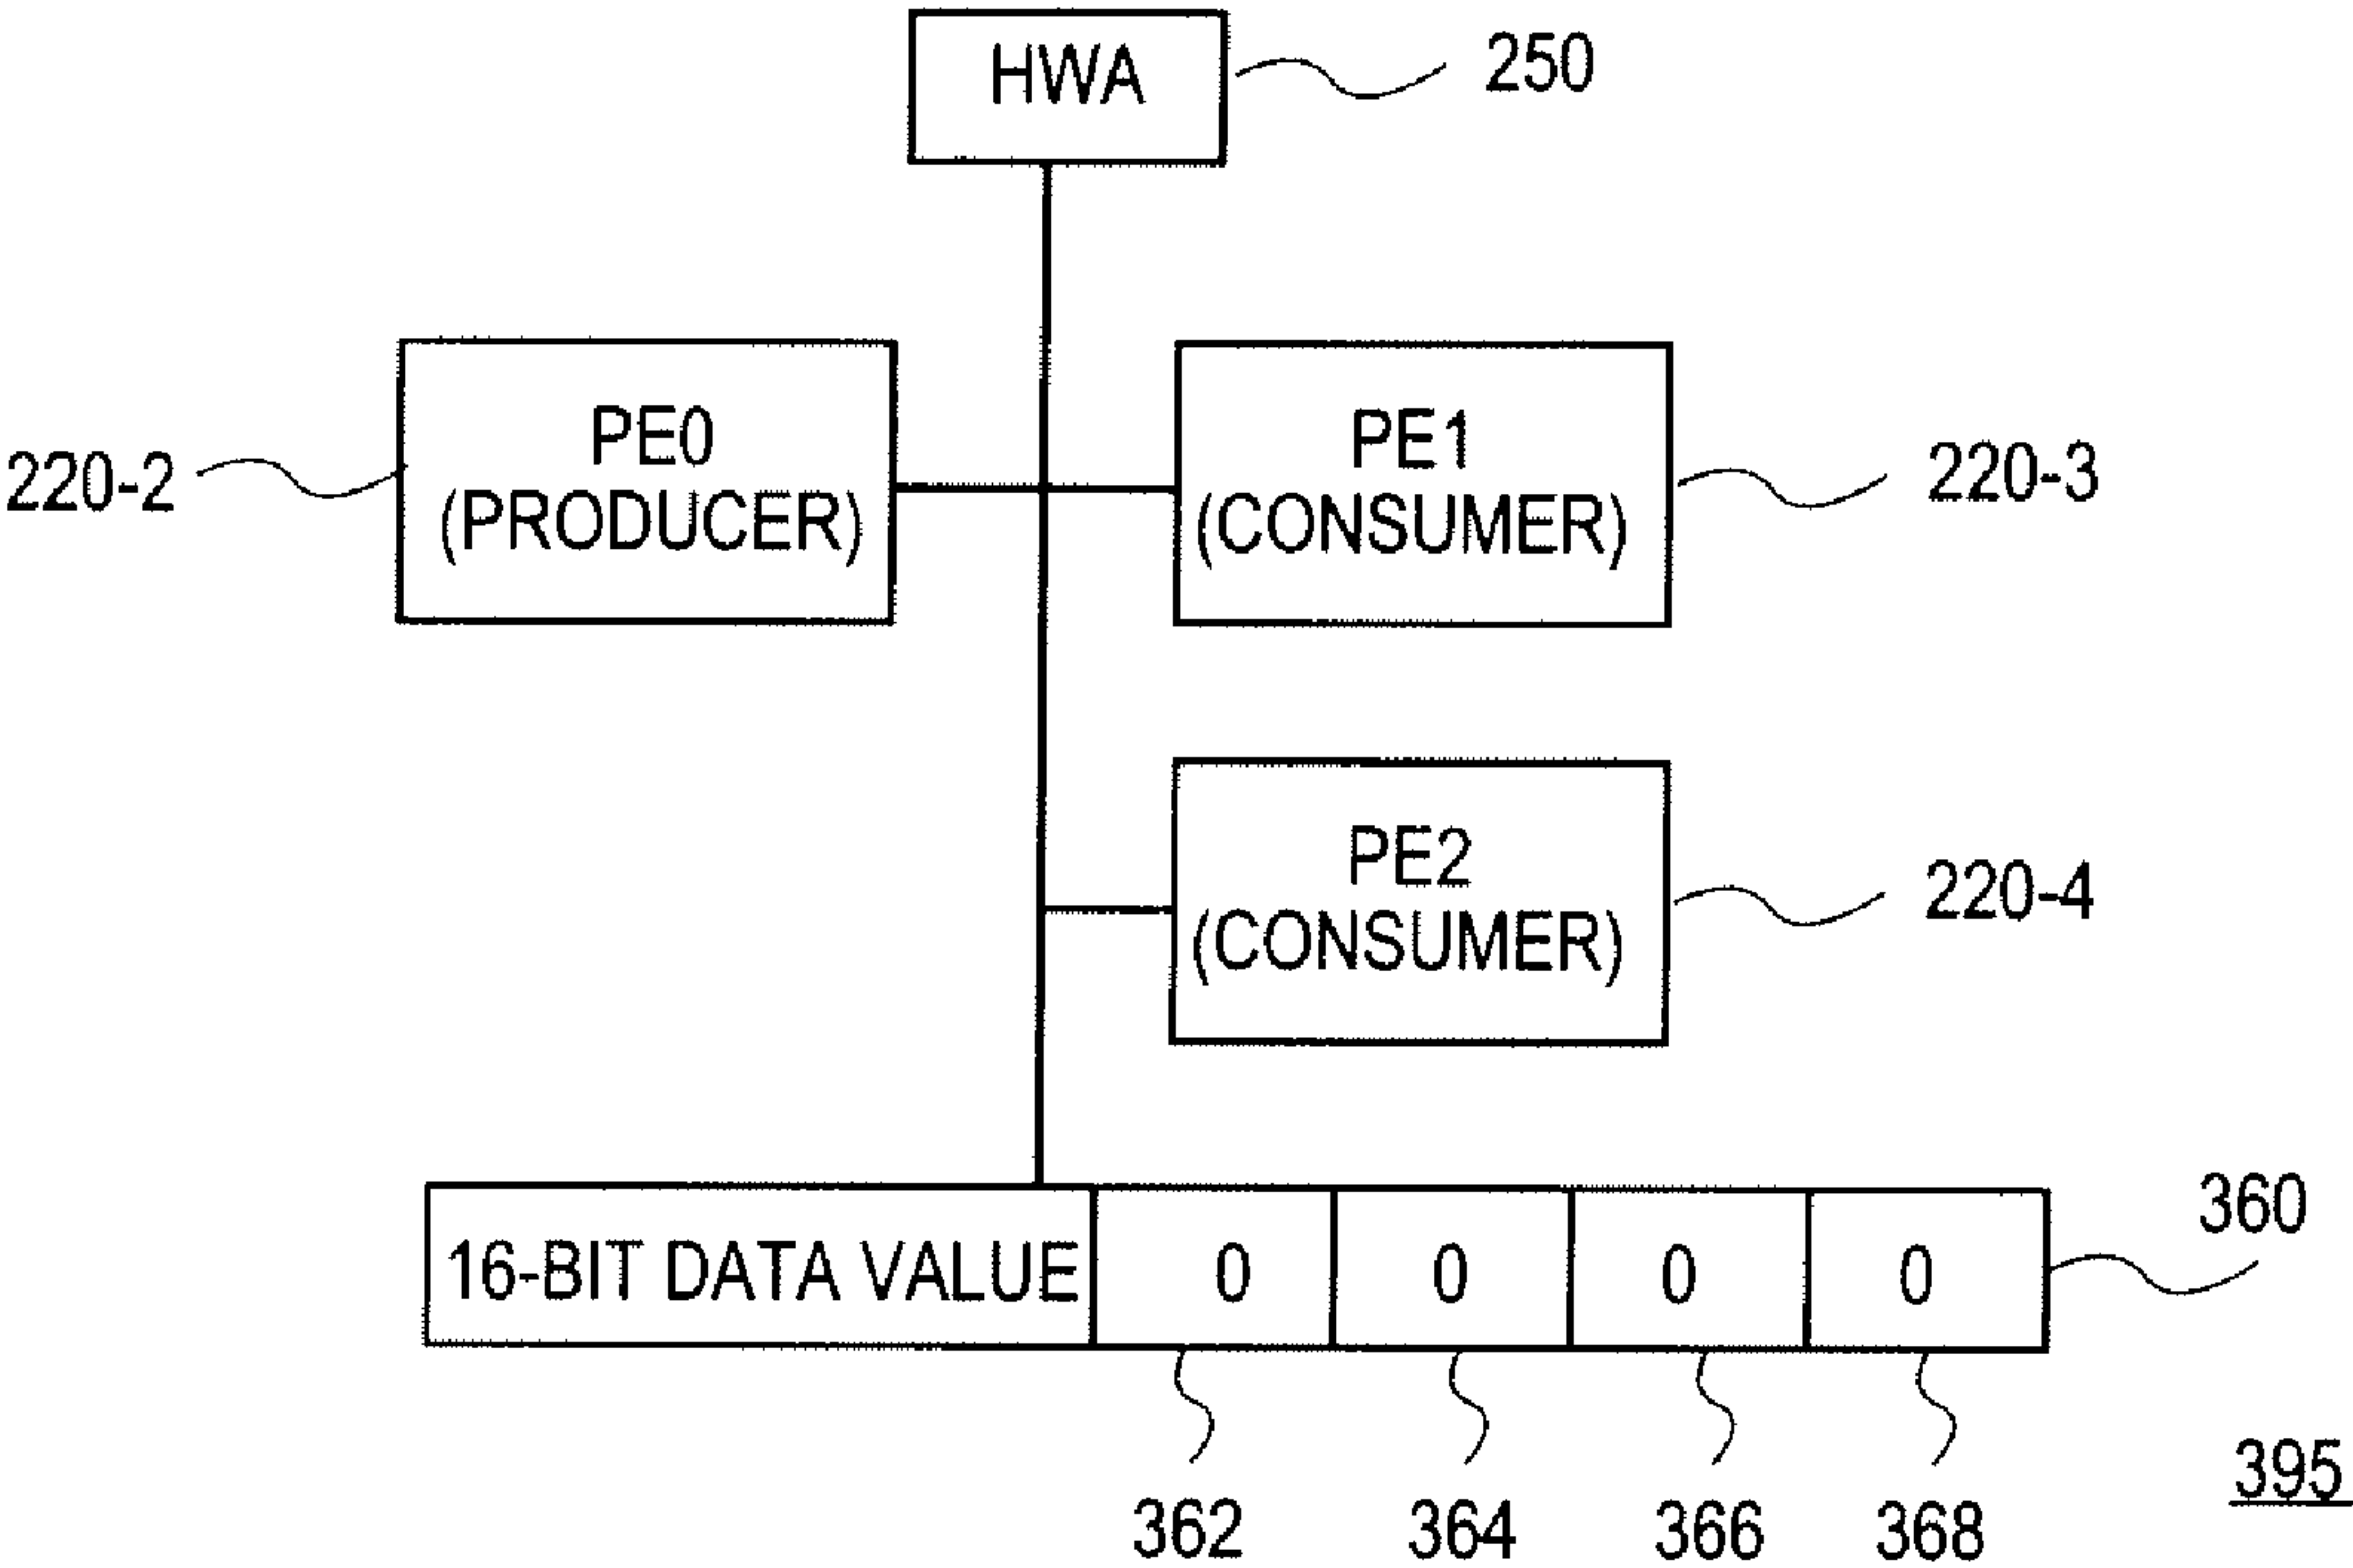 HWA
250
PE0
(PRODUCER)
220-2
PE1
(CONSUMER)
220-3
PE2
(CONSUMER)
220-4
16-BIT DATA VALUE 0 0 0 0
360
362 364 366 368
395